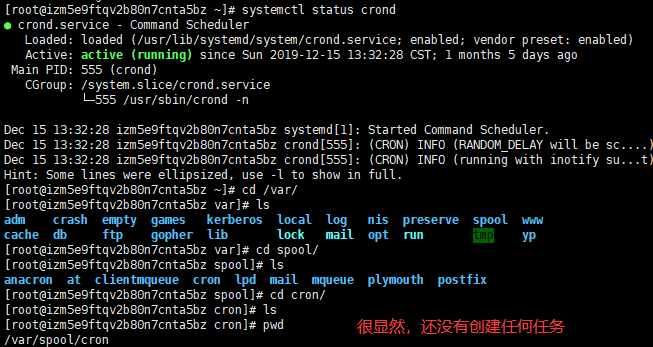 [root@izm5e9ftqv2b80n7cnta5bz ~]# systemctl status crond
● crond.service - Command Scheduler
   Loaded: loaded (/usr/lib/systemd/system/crond.service; enabled; vendor preset: enabled)
   Active: active (running) since Sun 2019-12-15 13:32:28 CST; 1 months 5 days ago
 Main PID: 555 (crond)
   CGroup: /system.slice/crond.service
           └─555 /usr/sbin/crond -n
Dec 15 13:32:28 izm5e9ftqv2b80n7cnta5bz systemd[1]: Started Command Scheduler.
Dec 15 13:32:28 izm5e9ftqv2b80n7cnta5bz crond[555]: (CRON) INFO (RANDOM_DELAY will be sc....)
Dec 15 13:32:28 izm5e9ftqv2b80n7cnta5bz crond[555]: (CRON) INFO (running with inotify su...t)
Hint: Some lines were ellipsized, use -l to show in full.
[root@izm5e9ftqv2b80n7cnta5bz ~]# cd /var/
[root@izm5e9ftqv2b80n7cnta5bz var]# ls
adm    crash  empty  games   kerberos  local  log   nis  preserve  spool  www
cache  db     ftp    gopher  lib       lock   mail  opt  run       tmp    yp
[root@izm5e9ftqv2b80n7cnta5bz var]# cd spool/
[root@izm5e9ftqv2b80n7cnta5bz spool]# ls
anacron  at  clientmqueue  cron  lpd  mail  mqueue  plymouth  postfix
[root@izm5e9ftqv2b80n7cnta5bz spool]# cd cron/
[root@izm5e9ftqv2b80n7cnta5bz cron]# ls
[root@izm5e9ftqv2b80n7cnta5bz cron]# pwd
很显然，还没有创建任何任务
/var/spool/cron